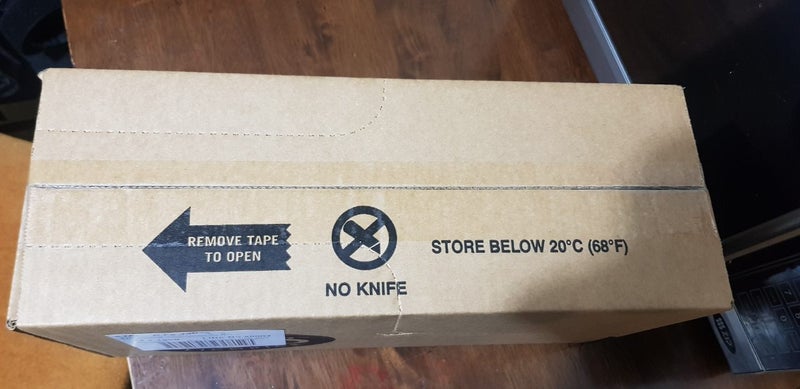 REMOVE TAPE
TO OPEN
NO KNIFE
STORE BELOW 20°C (68°F)